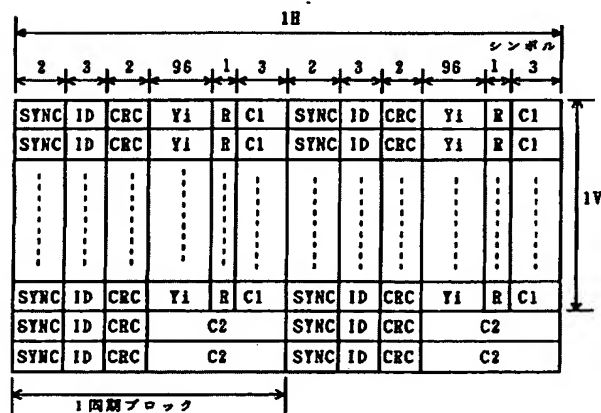 1H
シンボル
2 3 2 96 1 3 2 3 2 96 1 3
SYNC ID CRC Yi R C1 SYNC ID CRC Yi R C1
SYNC ID CRC Yi R C1 SYNC ID CRC Yi R C1
1V
SYNC ID CRC Yi R C1 SYNC ID CRC Yi R C1
SYNC ID CRC C2 SYNC ID CRC C2
SYNC ID CRC C2 SYNC ID CRC C2
1同期ブロック